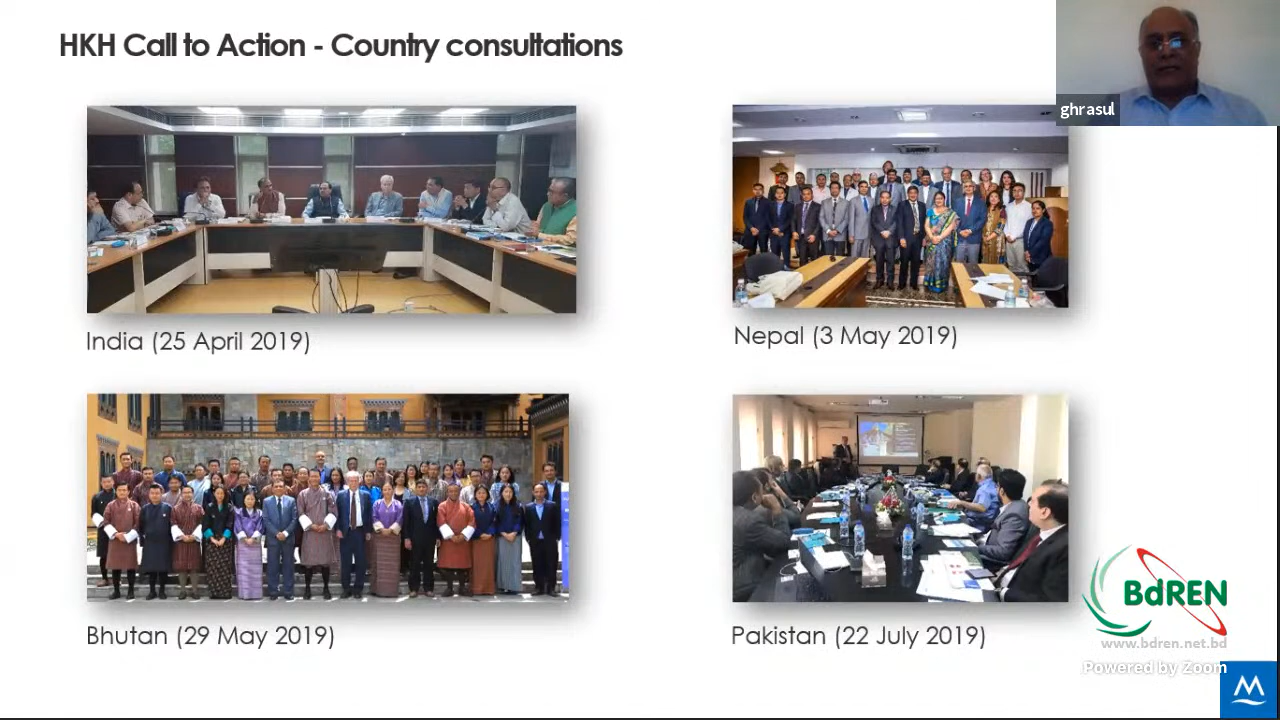 HKH Call to Action - Country consultations
ghrasul
India (25 April 2019)
Nepal (3 May 2019)
Bhutan (29 May 2019)
Pakistan (22 July 2019)
BdREN
www.bdren.net.bd
Powered by Zoom